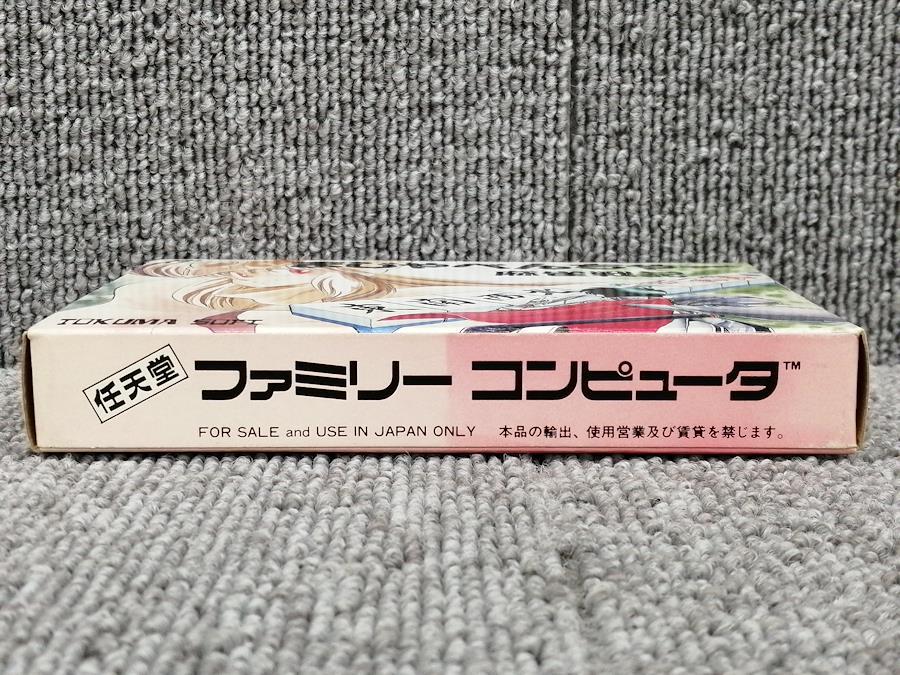 TOKUMA SOFT
任天堂 ファミリー コンピュータ™
FOR SALE and USE IN JAPAN ONLY 本品の輸出、使用営業及び賃貸を禁じます。